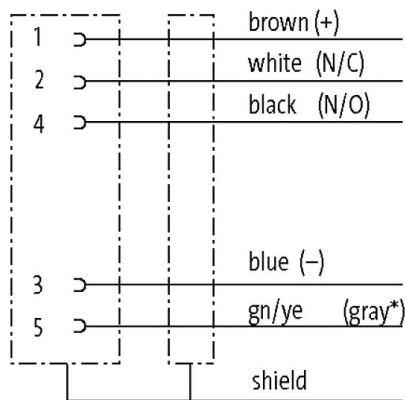 1 brown (+)
2 white (N/C)
4 black (N/O)
3 blue (–)
5 gn/ye (gray*)
shield